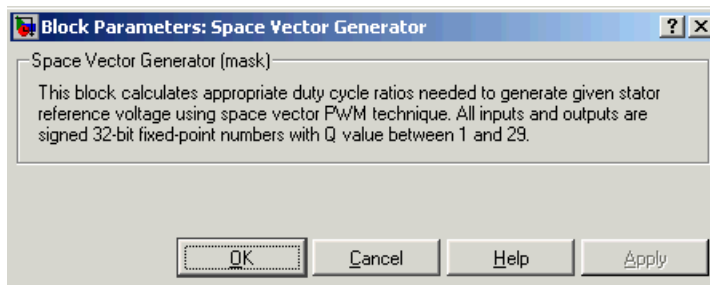 Block Parameters: Space Vector Generator
Space Vector Generator (mask)
This block calculates appropriate duty cycle ratios needed to generate given stator
reference voltage using space vector PWM technique. All inputs and outputs are
signed 32-bit fixed-point numbers with Q value between 1 and 29.
OK Cancel Help Apply